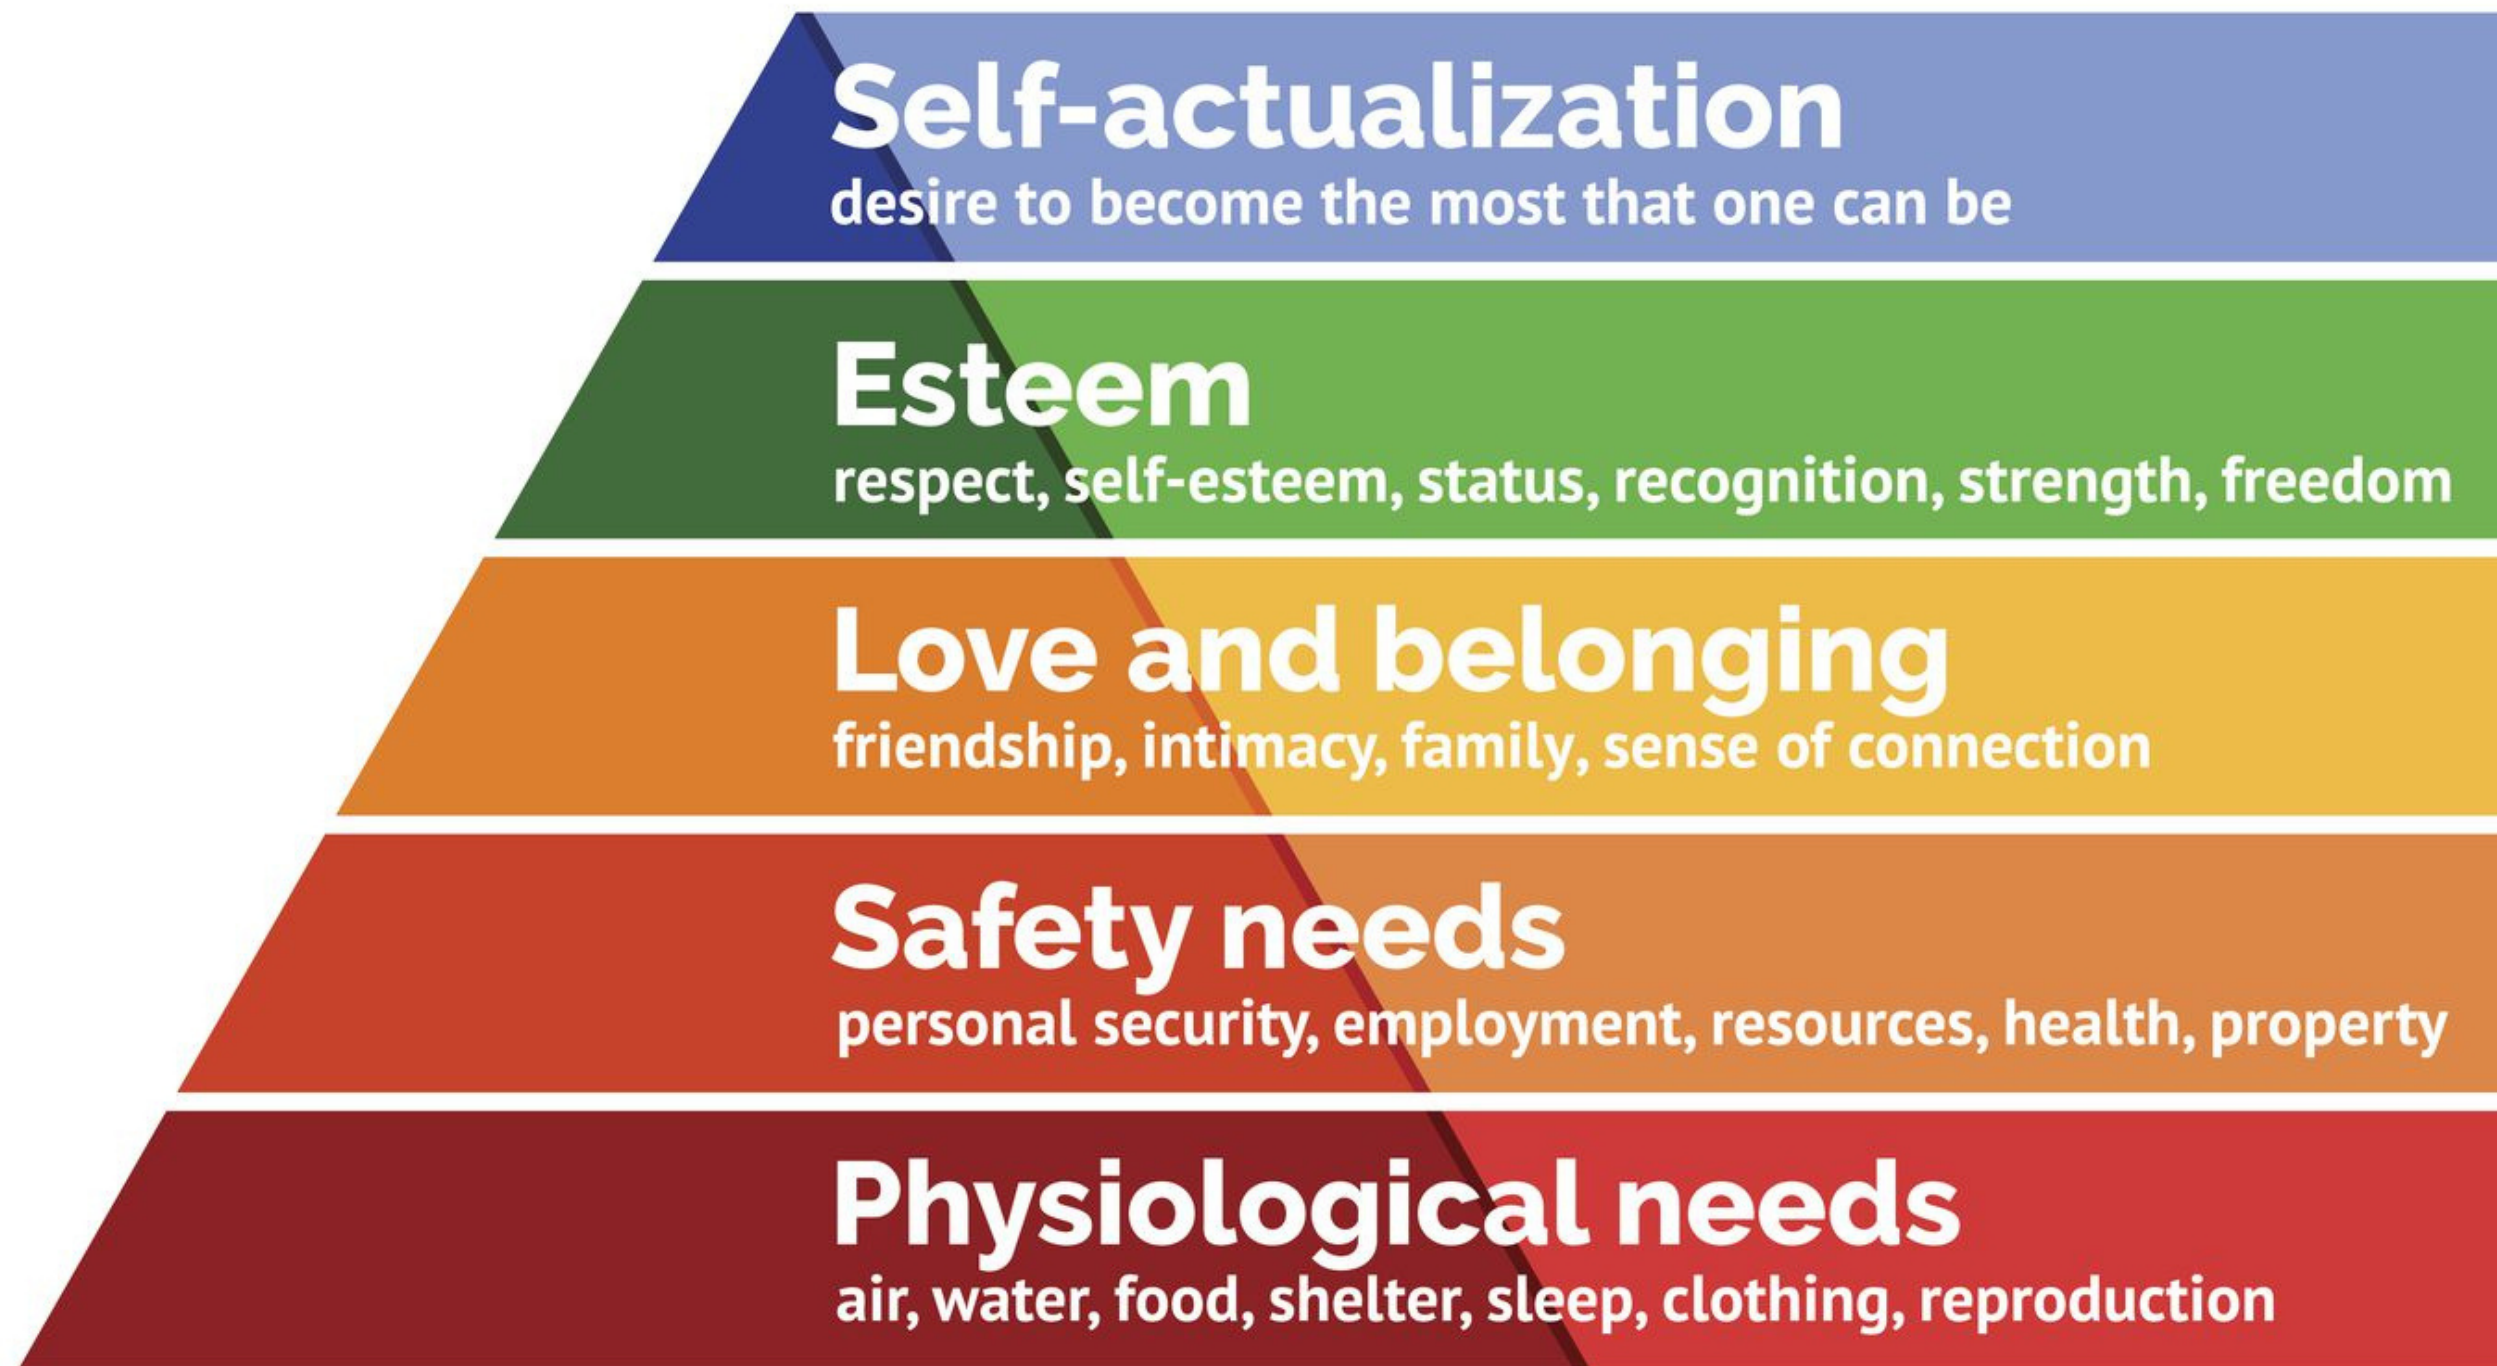 Self-actualization
desire to become the most that one can be
Esteem
respect, self-esteem, status, recognition, strength, freedom
Love and belonging
friendship, intimacy, family, sense of connection
Safety needs
personal security, employment, resources, health, property
Physiological needs
air, water, food, shelter, sleep, clothing, reproduction